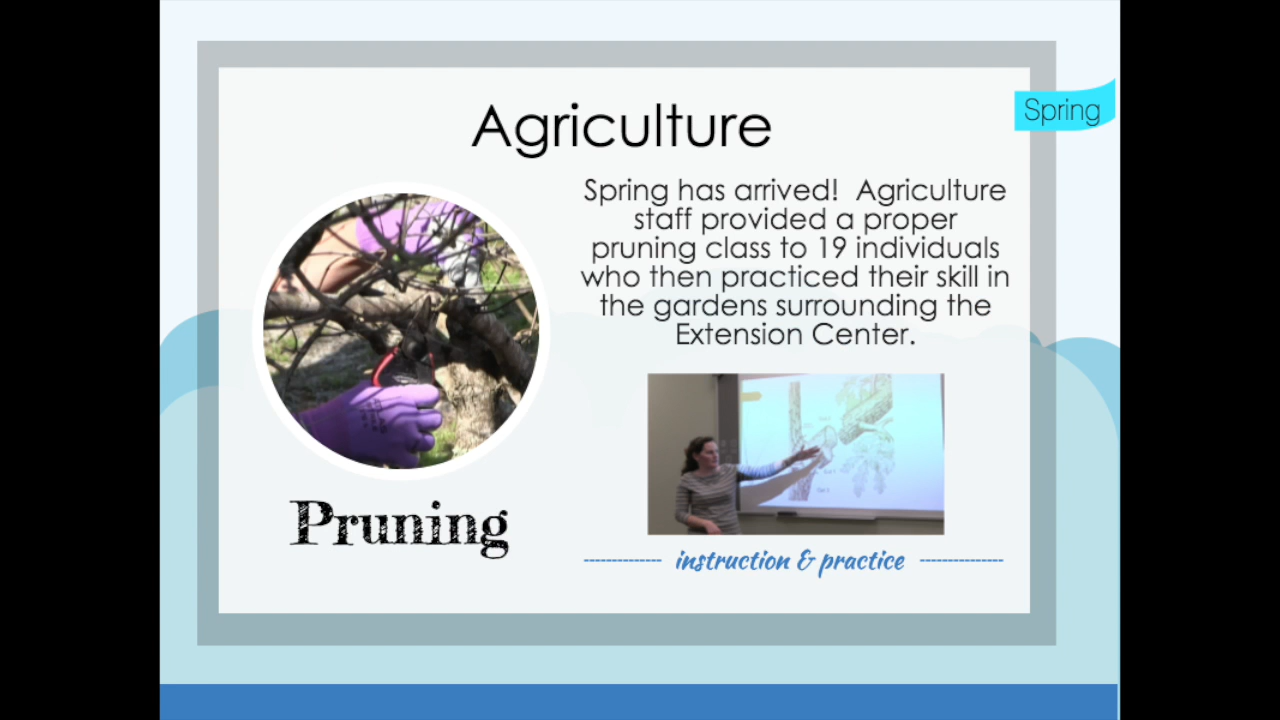 Agriculture
Spring
Spring has arrived!  Agriculture
staff provided a proper
pruning class to 19 individuals
who then practiced their skill in
the gardens surrounding the
Extension Center.
Pruning
instruction & practice